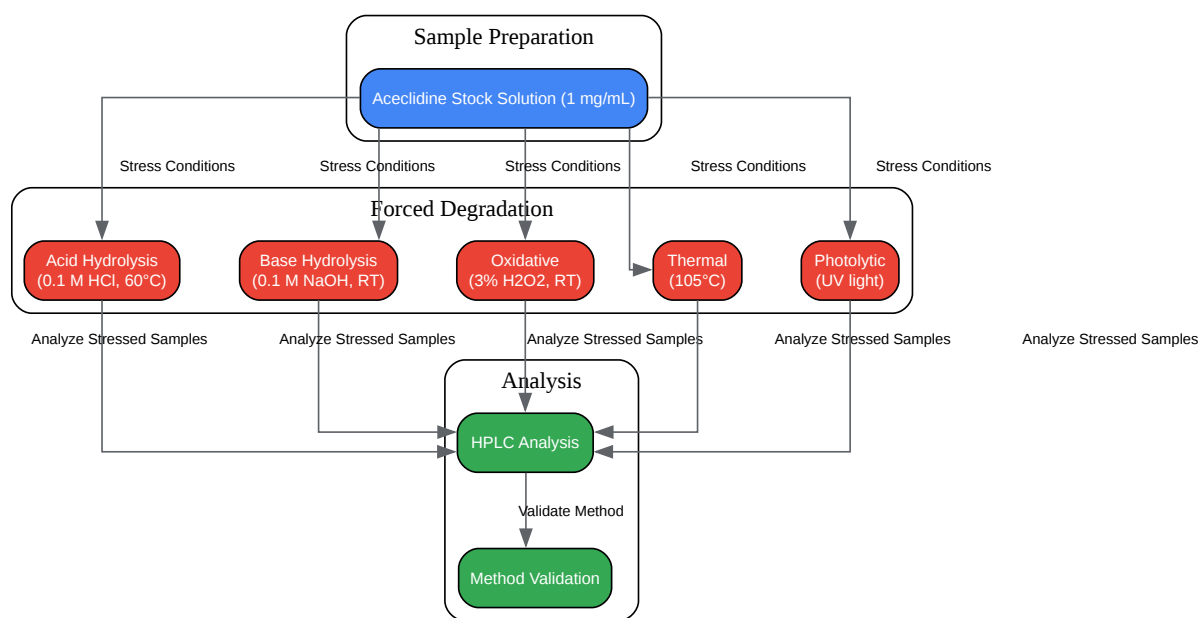 Sample Preparation
Aceclidine Stock Solution (1 mg/mL)
Stress Conditions
Stress Conditions
Stress Conditions
Stress Conditions
Stress Conditions
Forced Degradation
Acid Hydrolysis
(0.1 M HCl, 60°C)
Base Hydrolysis
(0.1 M NaOH, RT)
Oxidative
(3% H2O2, RT)
Thermal
(105°C)
Photolytic
(UV light)
Analyze Stressed Samples
Analyze Stressed Samples
Analyze Stressed Samples
Analyze Stressed Samples
Analyze Stressed Samples
Analysis
HPLC Analysis
Validate Method
Method Validation